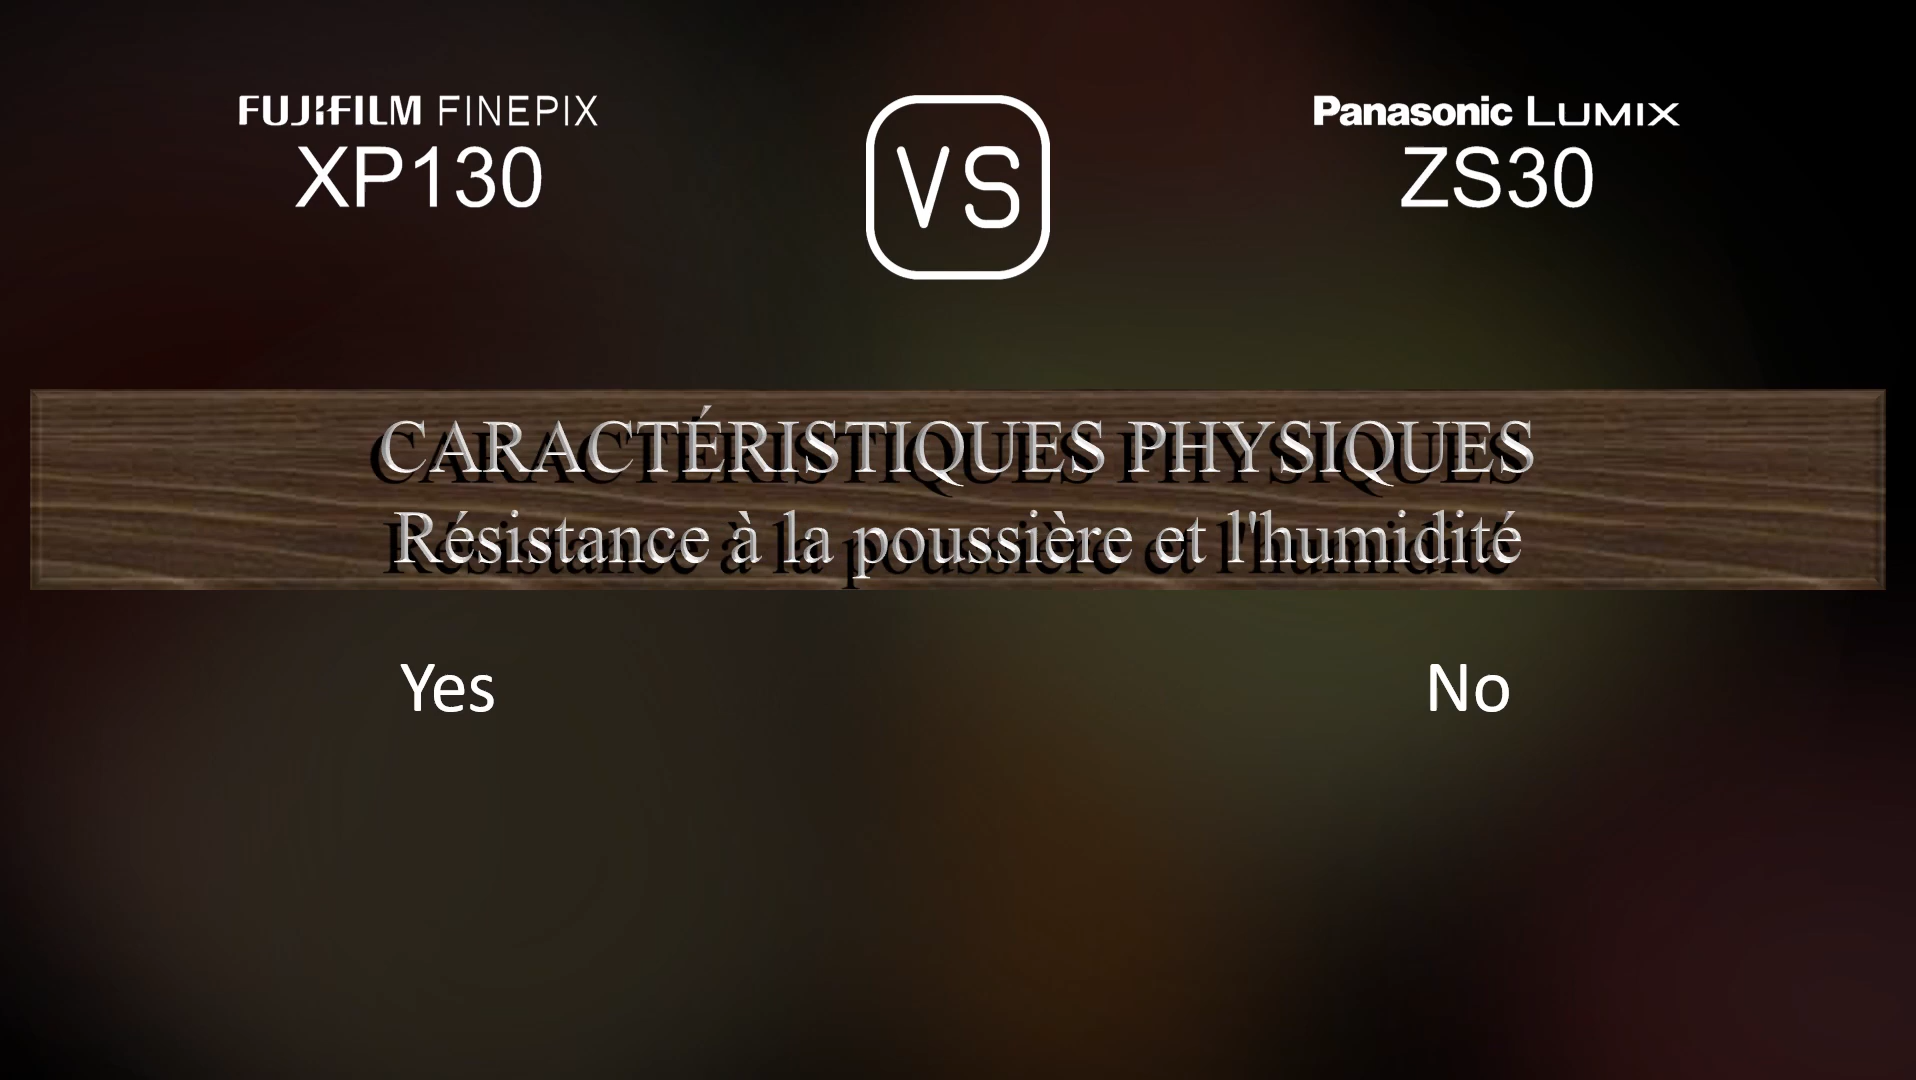 FUJIFILM FINEPIX
XP130
VS
Panasonic LUMIX
ZS30
CARACTÉRISTIQUES PHYSIQUES
Résistance à la poussière et l'humidité
Yes
No